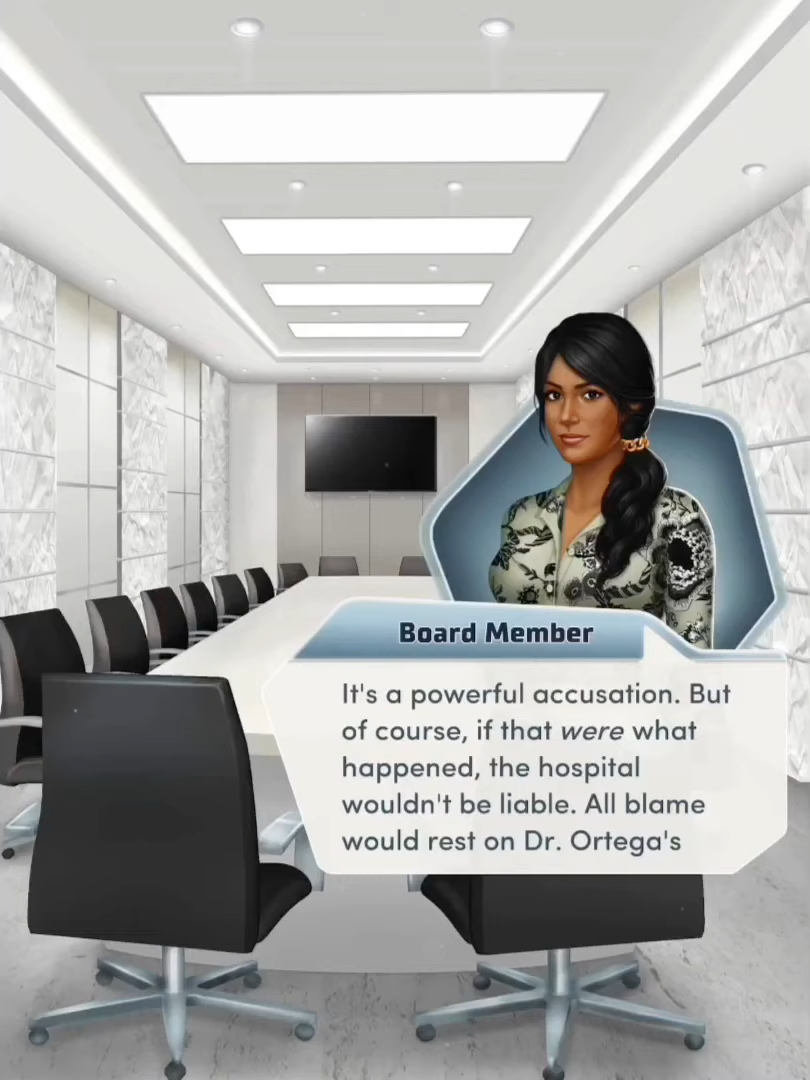 Board Member
It's a powerful accusation. But
of course, if that were what
happened, the hospital
wouldn't be liable. All blame
would rest on Dr. Ortega's